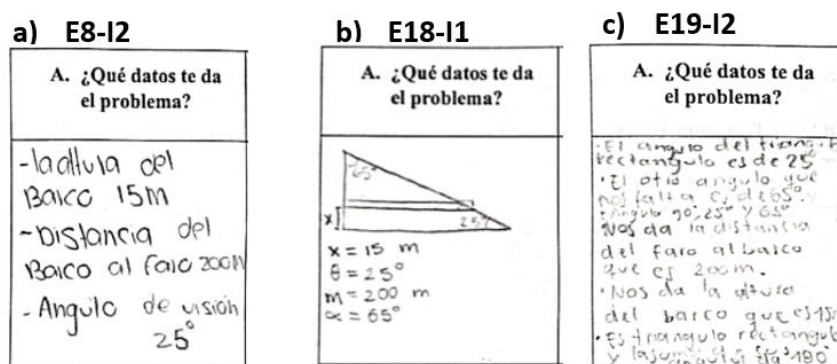 a) E8-I2
A. ¿Qué datos te da
el problema?
-la altura del
Barco 15M
-Distancia del
Barco al faro 200M
-Angulo de visión
25°
b) E18-I1
A. ¿Qué datos te da
el problema?
65°
x
25°
x = 15 m
θ = 25°
m = 200 m
α = 65°
c) E19-I2
A. ¿Qué datos te da
el problema?
·El angulo del triangulo
rectangulo es de 25°
·El otro angulo que
nos falta es de 65°.
90°, 25° y 65°
Nos da la distancia
del faro al barco
que es 200m.
·Nos da la altura
del barco que es 15
·Es triangulo rectangulo
y la suma 180